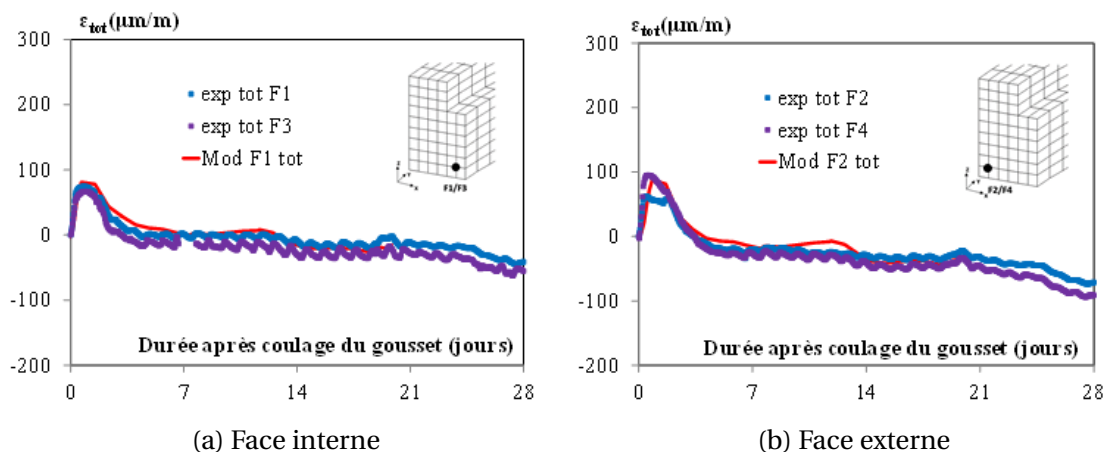 ε_tot(µm/m)
300
200
100
0
-100
-200
exp tot F1
exp tot F3
Mod F1 tot
F1/F3
Durée après coulage du gousset (jours)
0 7 14 21 28
(a) Face interne
ε_tot(µm/m)
300
200
100
0
-100
-200
exp tot F2
exp tot F4
Mod F2 tot
F2/F4
Durée après coulage du gousset (jours)
0 7 14 21 28
(b) Face externe